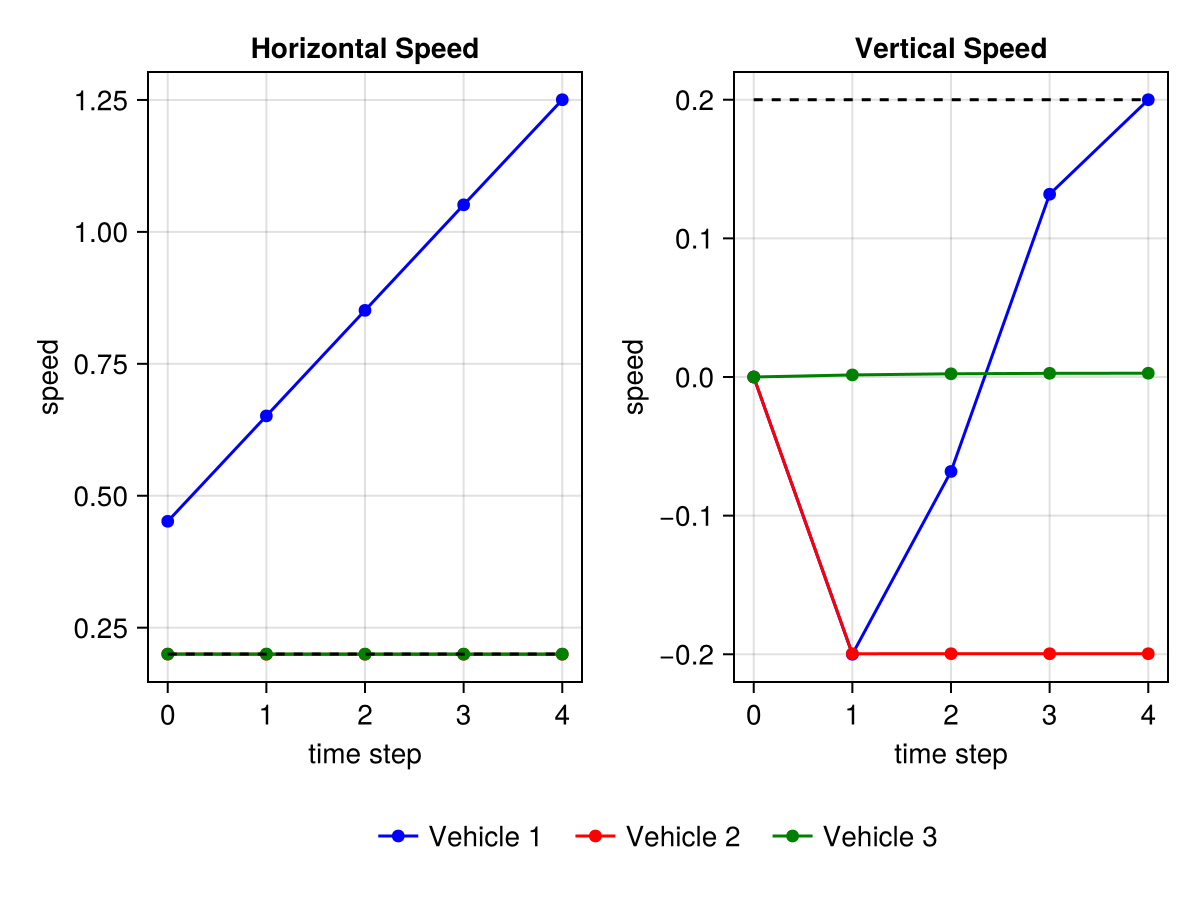 Horizontal Speed
1.25
1.00
0.75
0.50
0.25
speed
0 1 2 3 4
time step
Vertical Speed
0.2
0.1
0.0
−0.1
−0.2
speed
0 1 2 3 4
time step
Vehicle 1 Vehicle 2 Vehicle 3